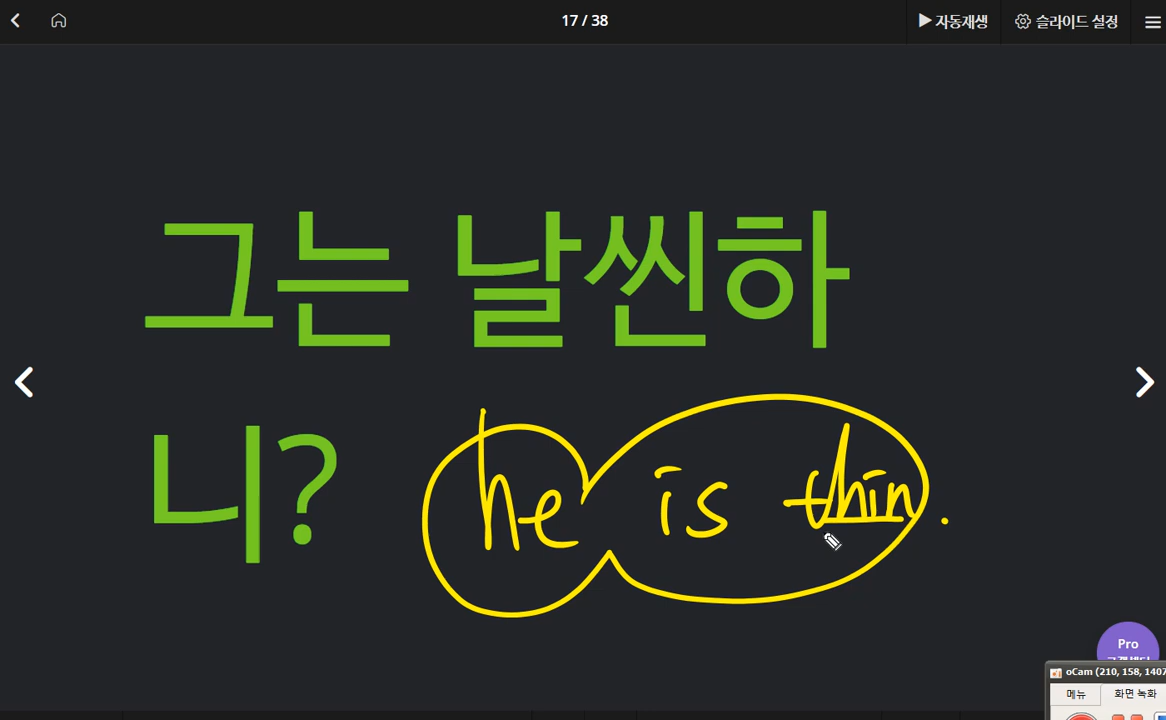 17 / 38
▶ 자동재생
슬라이드 설정
그는 날씬하
니?
he is thin.
Pro
oCam (210, 158, 1407
메뉴
화면 녹화